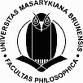 UNIVERSITAS MASARYKIANA BRUNENSIS
FACULTAS PHILOSOPHICA